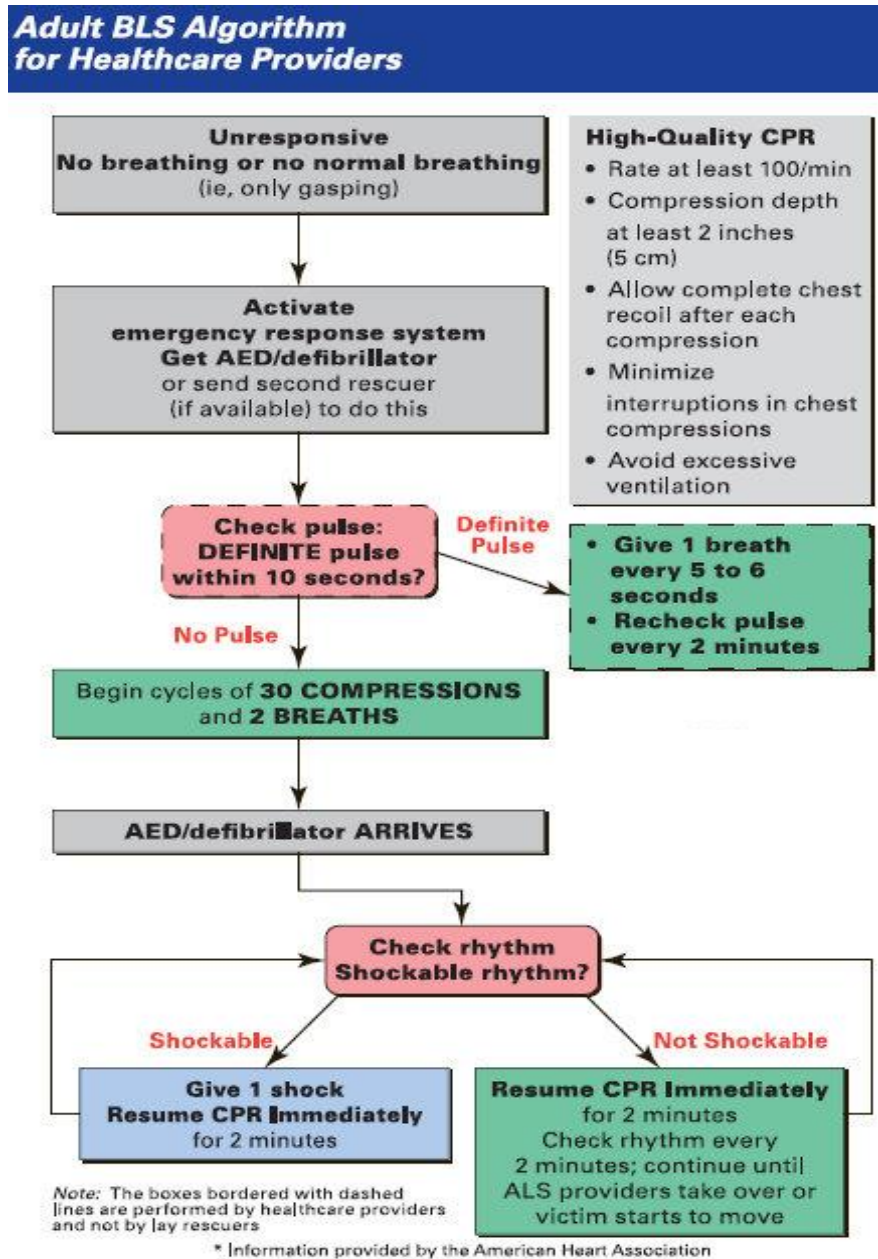 Adult BLS Algorithm
for Healthcare Providers
Unresponsive
No breathing or no normal breathing
(ie, only gasping)
High-Quality CPR
• Rate at least 100/min
• Compression depth
at least 2 inches
(5 cm)
• Allow complete chest
recoil after each
compression
• Minimize
interruptions in chest
compressions
• Avoid excessive
ventilation
Activate
emergency response system
Get AED/defibrillator
or send second rescuer
(if available) to do this
Check pulse:
DEFINITE pulse
within 10 seconds?
Definite
Pulse
• Give 1 breath
every 5 to 6
seconds
• Recheck pulse
every 2 minutes
No Pulse
Begin cycles of 30 COMPRESSIONS
and 2 BREATHS
AED/defibrillator ARRIVES
Check rhythm
Shockable rhythm?
Shockable
Not Shockable
Give 1 shock
Resume CPR Immediately
for 2 minutes
Resume CPR Immediately
for 2 minutes
Check rhythm every
2 minutes; continue until
ALS providers take over or
victim starts to move
Note: The boxes bordered with dashed
lines are performed by healthcare providers
and not by lay rescuers
* Information provided by the American Heart Association